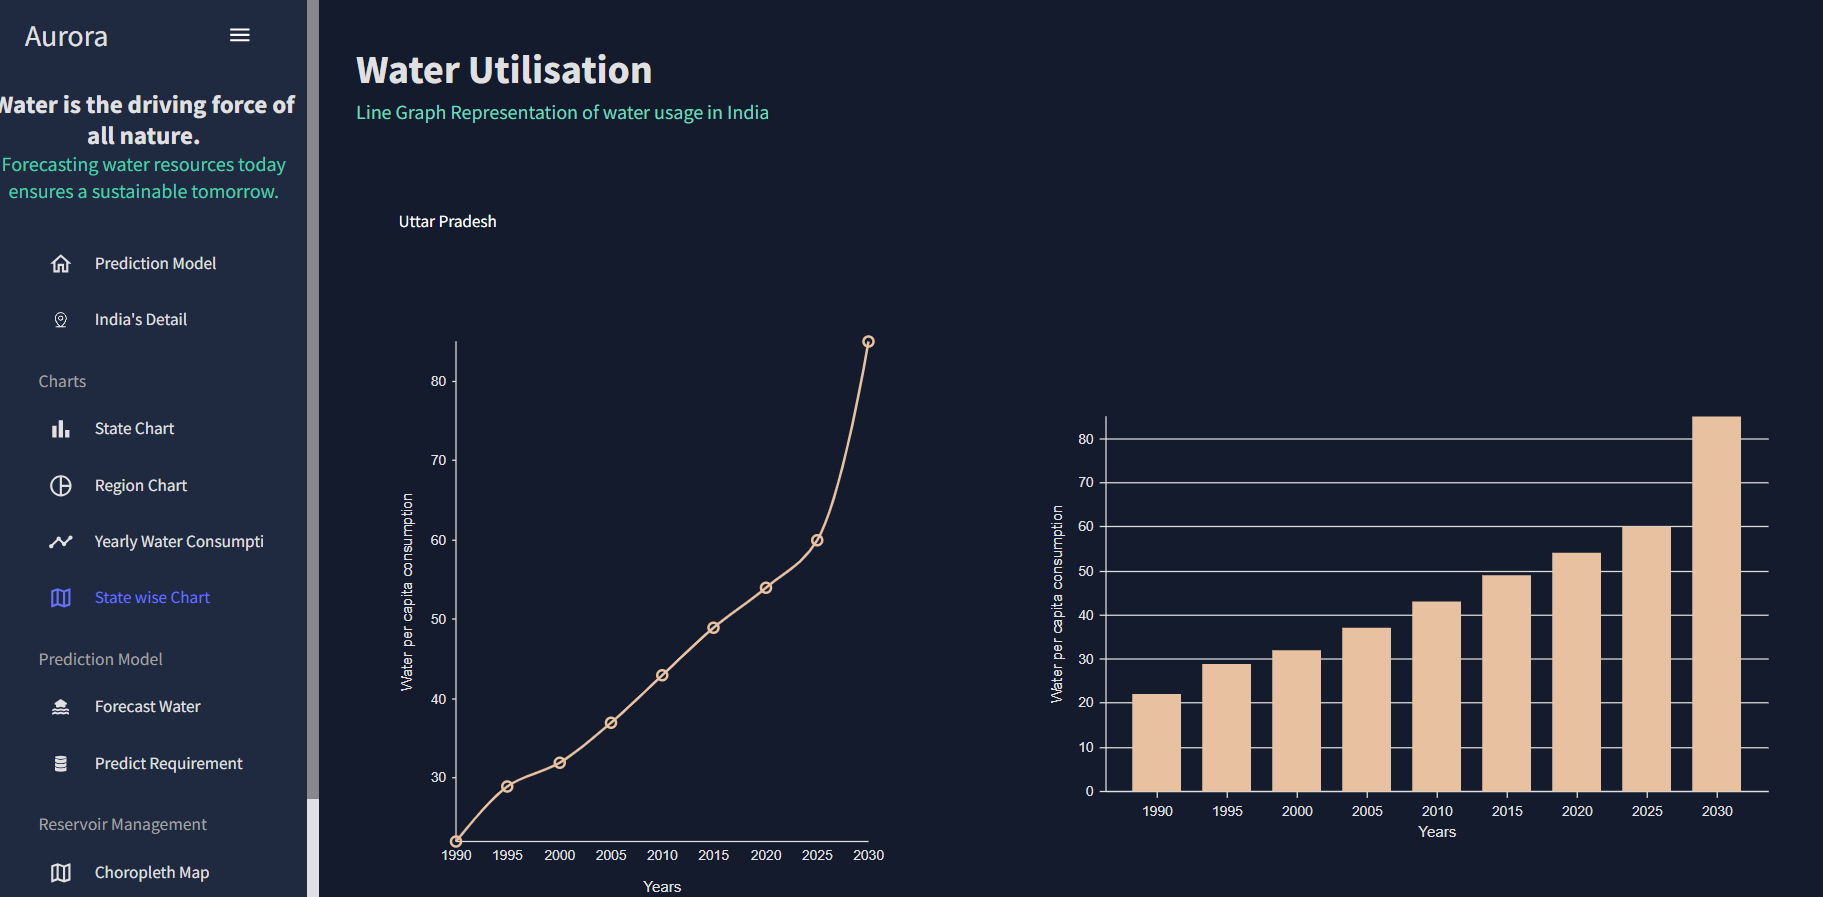 Aurora
Water is the driving force of
all nature.
Forecasting water resources today
ensures a sustainable tomorrow.
Prediction Model
India's Detail
Charts
State Chart
Region Chart
Yearly Water Consumpti
State wise Chart
Prediction Model
Forecast Water
Predict Requirement
Reservoir Management
Choropleth Map
Water Utilisation
Line Graph Representation of water usage in India
Uttar Pradesh
Water per capita consumption
80
70
60
50
40
30
1990 1995 2000 2005 2010 2015 2020 2025 2030
Years
Water per capita consumption
80
70
60
50
40
30
20
10
0
1990 1995 2000 2005 2010 2015 2020 2025 2030
Years